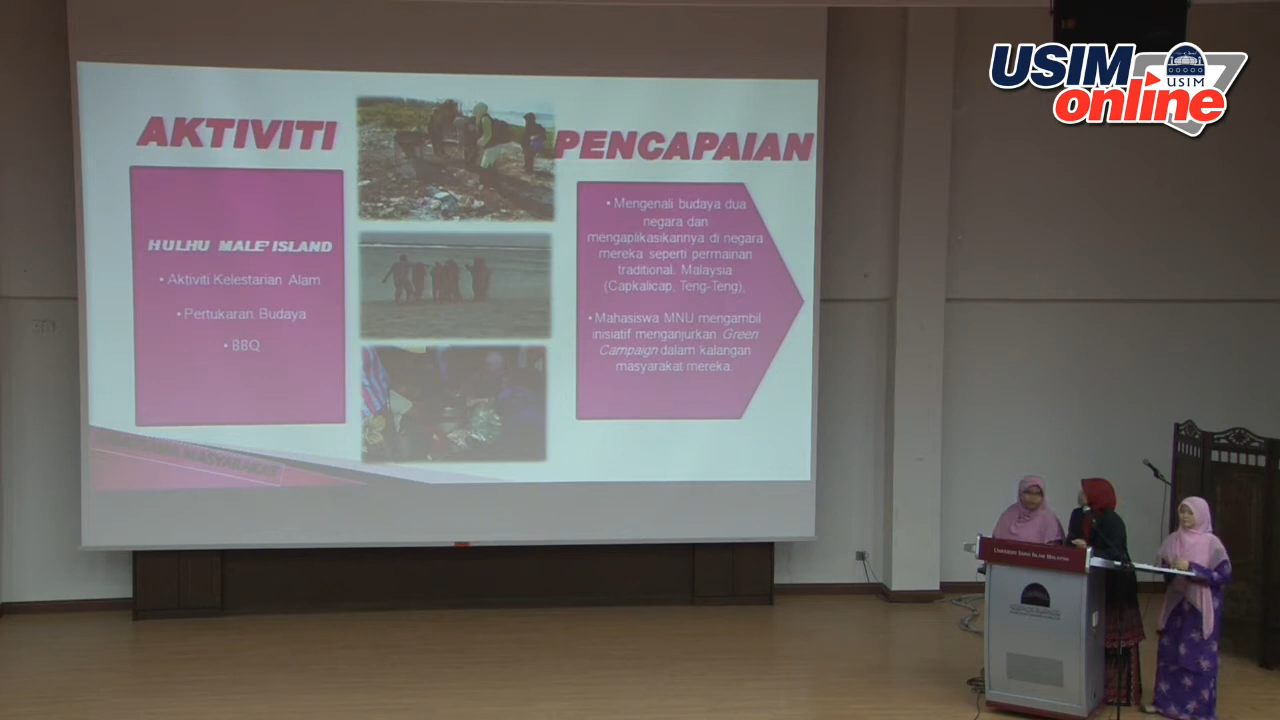 USIM
online
USIM
AKTIVITI
HULHU MALE' ISLAND
• Aktiviti Kelestarian Alam
• Pertukaran Budaya
• BBQ
PENCAPAIAN
• Mengenali budaya dua
negara dan
mengaplikasikannya di negara
mereka seperti permainan
traditional. Malaysia
(Capkalicap, Teng-Teng),
• Mahasiswa MNU mengambil
inisiatif menganjurkan Green
Campaign dalam kalangan
masyarakat mereka.
MASYARAKAT
UNIVERSITI SAINS ISLAM MALAYSIA